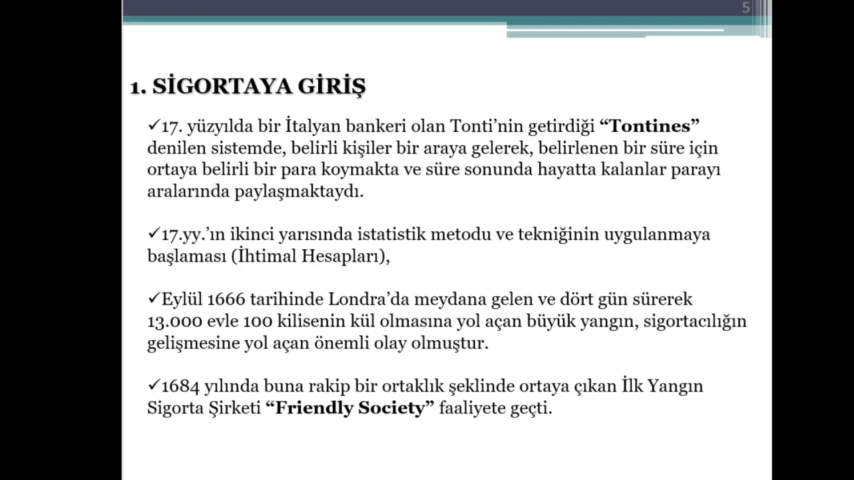 5
1. SİGORTAYA GİRİŞ
✓17. yüzyılda bir İtalyan bankeri olan Tonti’nin getirdiği “Tontines”
denilen sistemde, belirli kişiler bir araya gelerek, belirlenen bir süre için
ortaya belirli bir para koymakta ve süre sonunda hayatta kalanlar parayı
aralarında paylaşmaktaydı.
✓17.yy.’ın ikinci yarısında istatistik metodu ve tekniğinin uygulanmaya
başlaması (İhtimal Hesapları),
✓Eylül 1666 tarihinde Londra’da meydana gelen ve dört gün sürerek
13.000 evle 100 kilisenin kül olmasına yol açan büyük yangın, sigortacılığın
gelişmesine yol açan önemli olay olmuştur.
✓1684 yılında buna rakip bir ortaklık şeklinde ortaya çıkan İlk Yangın
Sigorta Şirketi “Friendly Society” faaliyete geçti.